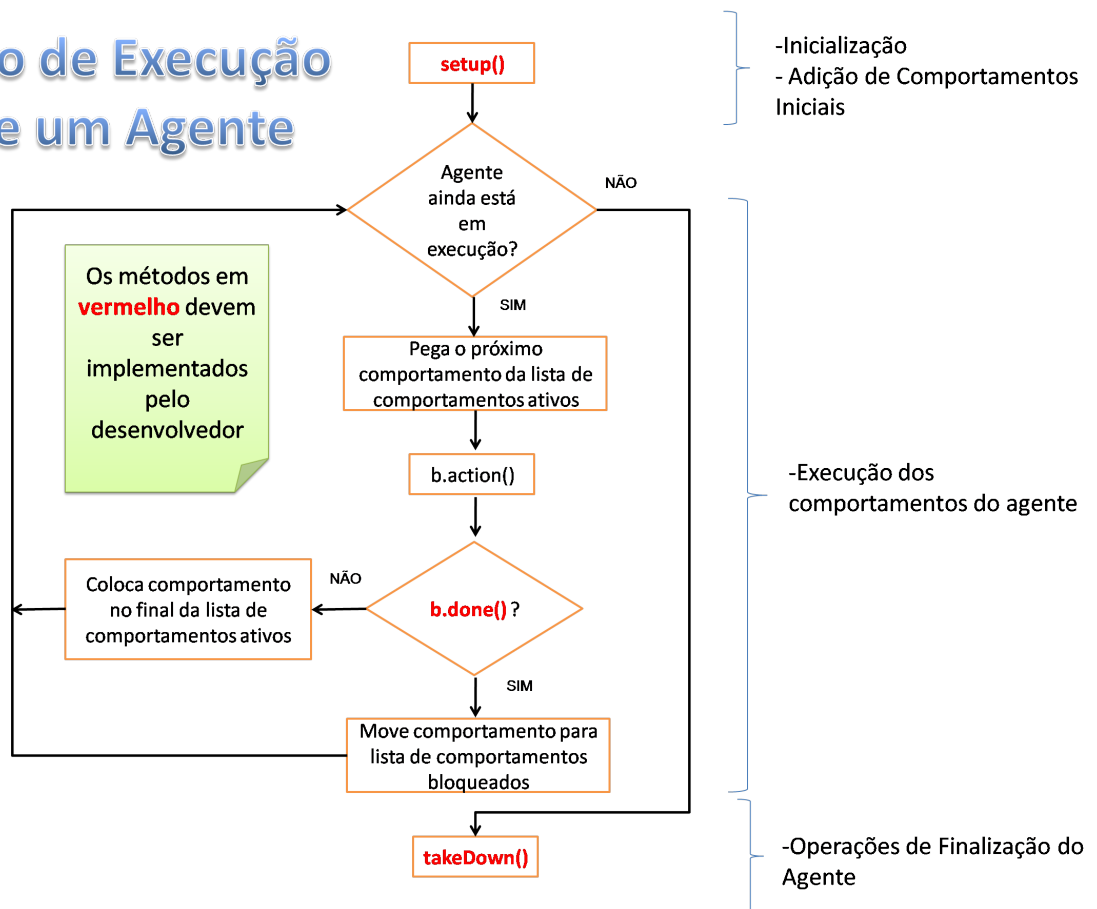 o de Execução
e um Agente
setup()
-Inicialização
- Adição de Comportamentos
Iniciais
Agente
ainda está
em
execução?
NÃO
SIM
Os métodos em
vermelho devem
ser
implementados
pelo
desenvolvedor
Pega o próximo
comportamento da lista de
comportamentos ativos
b.action()
-Execução dos
comportamentos do agente
b.done() ?
NÃO
Coloca comportamento
no final da lista de
comportamentos ativos
SIM
Move comportamento para
lista de comportamentos
bloqueados
takeDown()
-Operações de Finalização do
Agente